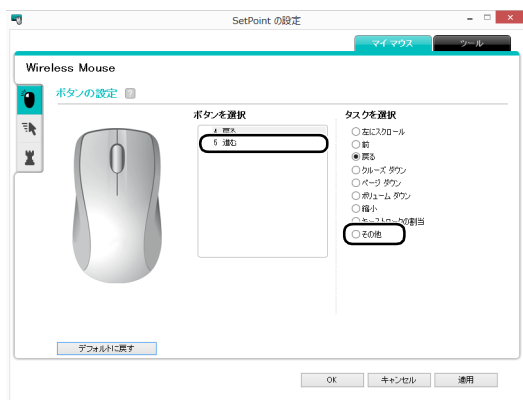 SetPoint の設定
マイ マウス
ツール
Wireless Mouse
ボタンの設定 ?
ボタンを選択
4 戻る
5 進む
タスクを選択
左にスクロール
前
戻る
クルーズ ダウン
ページ ダウン
ボリューム ダウン
縮小
キーストロークの割当
その他
デフォルトに戻す
OK
キャンセル
適用